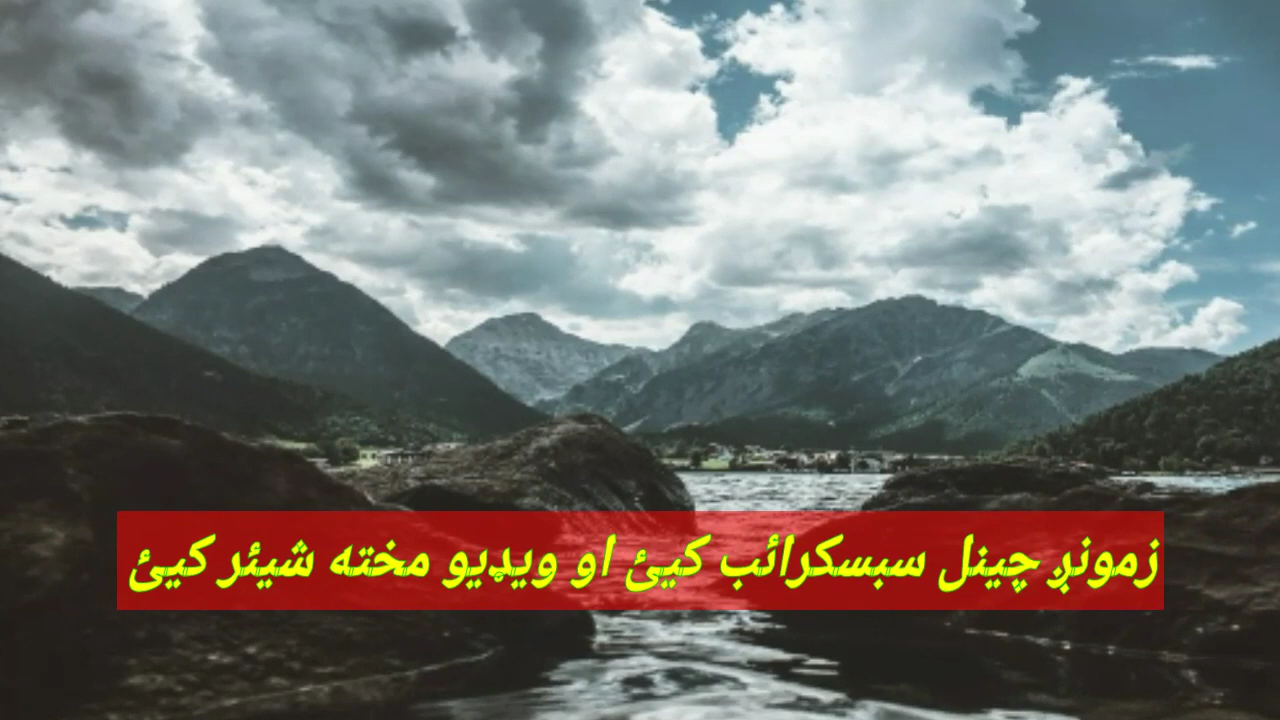 زمونږ چینل سبسکرائب کیئ او ویډیو مخته شیئر کیئ